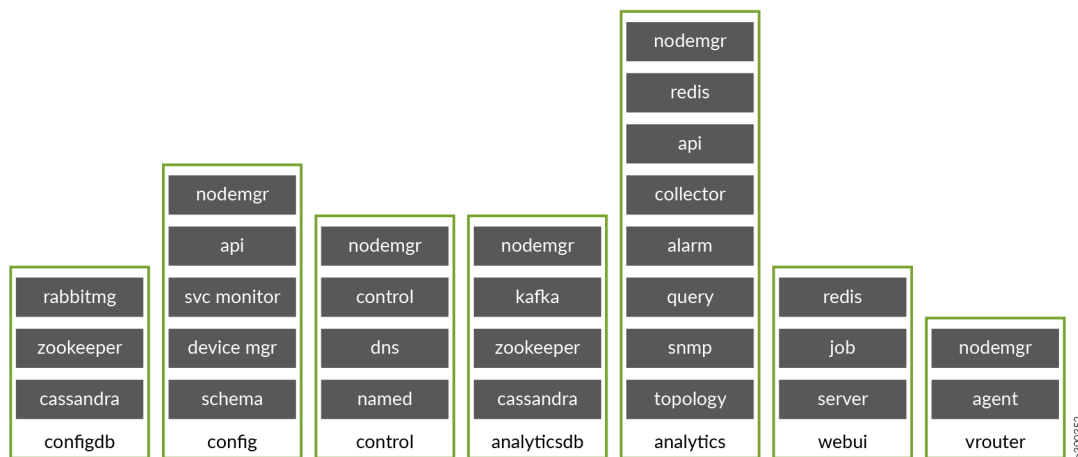 rabbitmg
zookeeper
cassandra
configdb
nodemgr
api
svc monitor
device mgr
schema
config
nodemgr
control
dns
named
control
nodemgr
kafka
zookeeper
cassandra
analyticsdb
nodemgr
redis
api
collector
alarm
query
snmp
topology
analytics
redis
job
server
webui
nodemgr
agent
vrouter